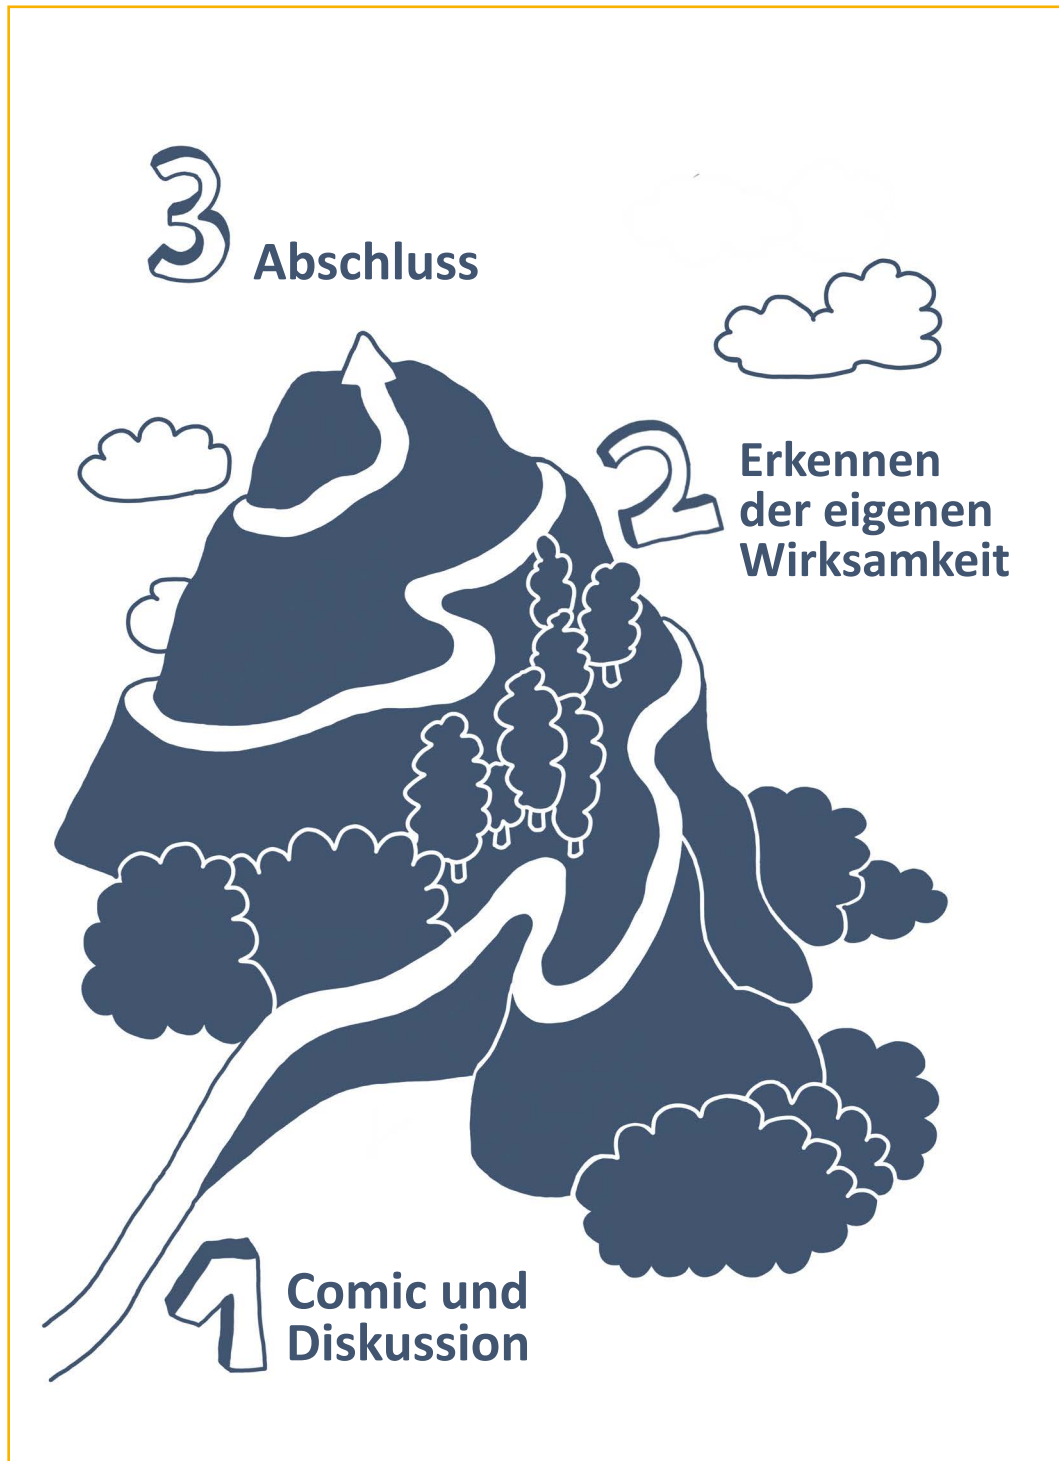 3
Abschluss
2
Erkennen
der eigenen
Wirksamkeit
1
Comic und
Diskussion